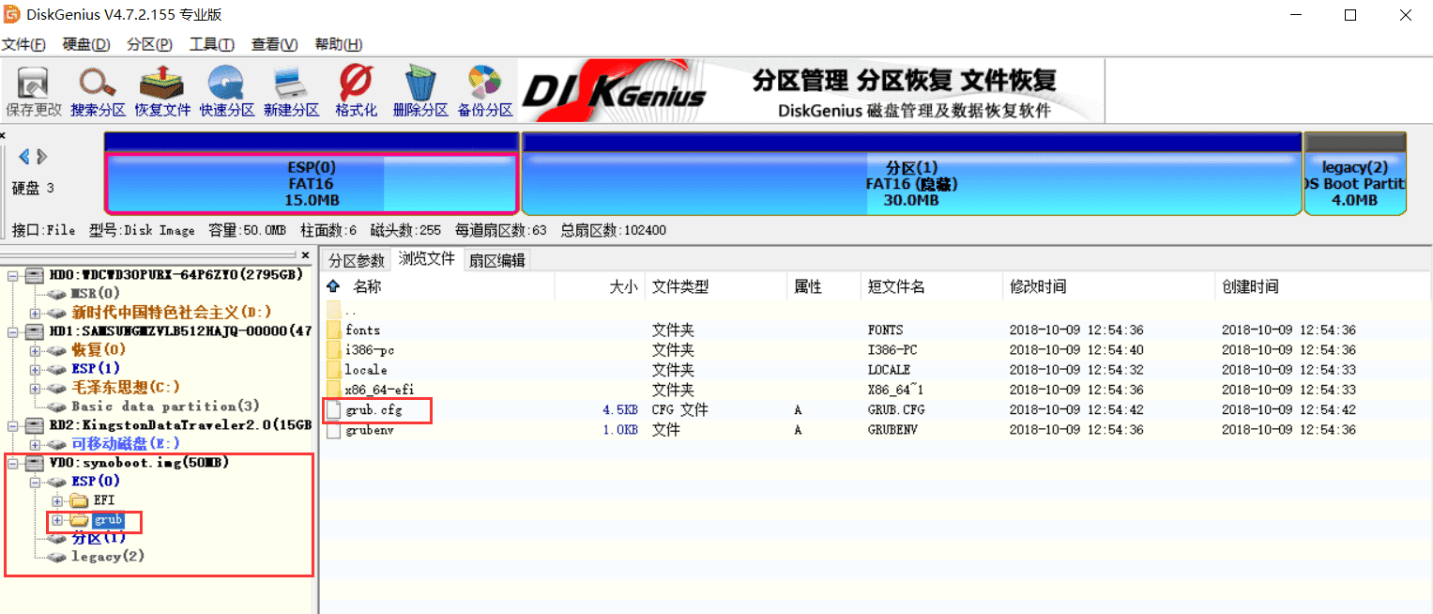 DiskGenius V4.7.2.155 专业版
文件(F) 硬盘(D) 分区(P) 工具(T) 查看(V) 帮助(H)
保存更改 搜索分区 恢复文件 快速分区 新建分区 格式化 删除分区 备份分区
DISKGENIUS
分区管理 分区恢复 文件恢复
DiskGenius 磁盘管理及数据恢复软件
硬盘 3
ESP(0)
FAT16
15.0MB
分区(1)
FAT16 (隐藏)
30.0MB
legacy(2)
OS Boot Partit
4.0MB
接口:File 型号:Disk Image 容量:50.0MB 柱面数:6 磁头数:255 每道扇区数:63 总扇区数:102400
HD0:WDCWD30PURX-64P6ZY0(2795GB)
MSR(0)
新时代中国特色社会主义(D:)
HD1:SAMSUNGMZVLB512HAJQ-00000(47
恢复(0)
ESP(1)
毛泽东思想(C:)
Basic data partition(3)
RD2:KingstonDataTraveler2.0(15GB
可移动磁盘(E:)
VD0:synoboot.img(50MB)
ESP(0)
EFI
grub
分区(1)
legacy(2)
分区参数 浏览文件 扇区编辑
名称 大小 文件类型 属性 短文件名 修改时间 创建时间
..
fonts 文件夹 FONTS 2018-10-09 12:54:36 2018-10-09 12:54:36
i386-pc 文件夹 I386-PC 2018-10-09 12:54:40 2018-10-09 12:54:36
locale 文件夹 LOCALE 2018-10-09 12:54:32 2018-10-09 12:54:33
x86_64-efi 文件夹 X86_64~1 2018-10-09 12:54:36 2018-10-09 12:54:33
grub.cfg 4.5KB CFG 文件 A GRUB.CFG 2018-10-09 12:54:42 2018-10-09 12:54:42
grubenv 1.0KB 文件 A GRUBENV 2018-10-09 12:54:36 2018-10-09 12:54:36